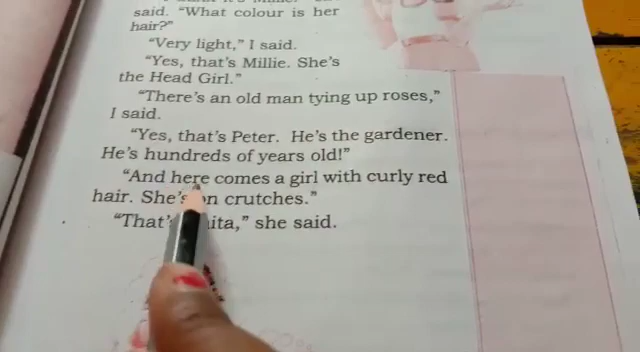 said. “What colour is her
hair?”
“Very light,” I said.
“Yes, that’s Millie. She’s
the Head Girl.”
“There’s an old man tying up roses,”
I said.
“Yes, that’s Peter. He’s the gardener.
He’s hundreds of years old!”
“And here comes a girl with curly red
hair. She’s on crutches.”
she said.